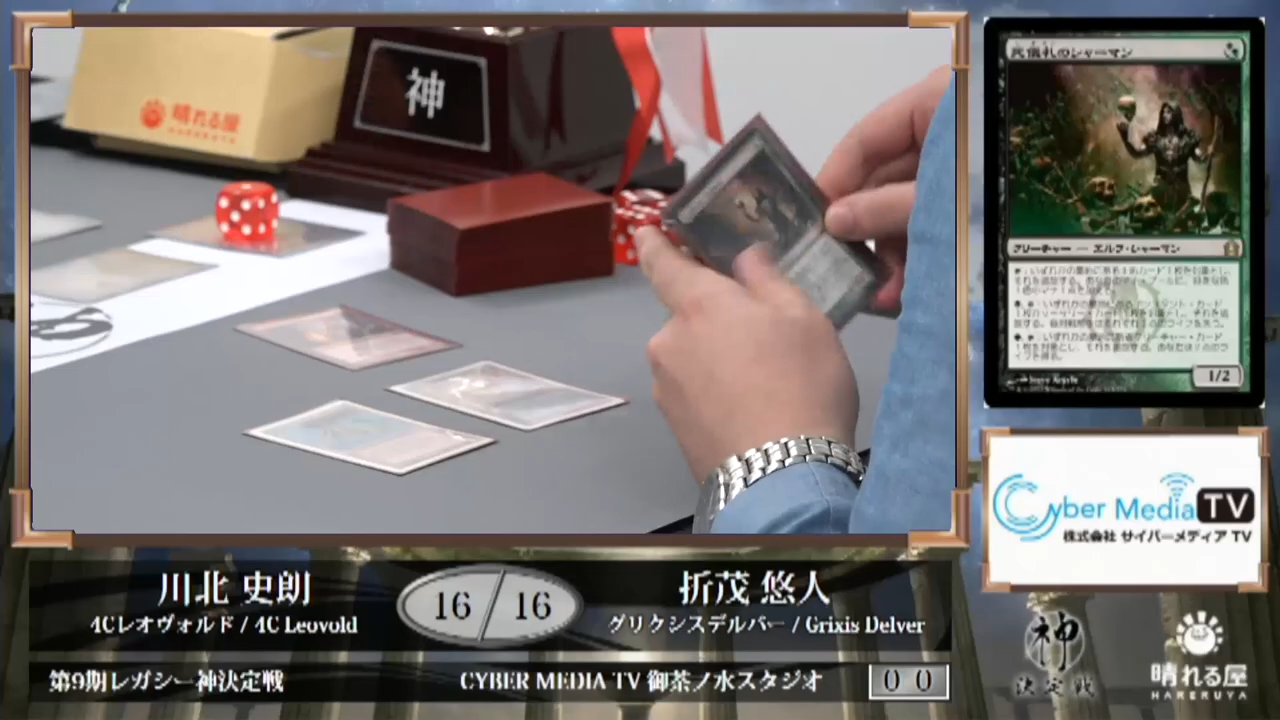 神
晴れる屋
HARERUYA
死儀礼のシャーマン
クリーチャー — エルフ・シャーマン
1/2
Cyber Media TV
株式会社 サイバーメディア TV
川北 史朗
4Cレオヴォルド / 4C Leovold
16 / 16
折茂 悠人
グリクシスデルバー / Grixis Delver
第9期レガシー神決定戦
CYBER MEDIA TV 御茶ノ水スタジオ
0 0
神
決定戦
晴れる屋
HARERUYA